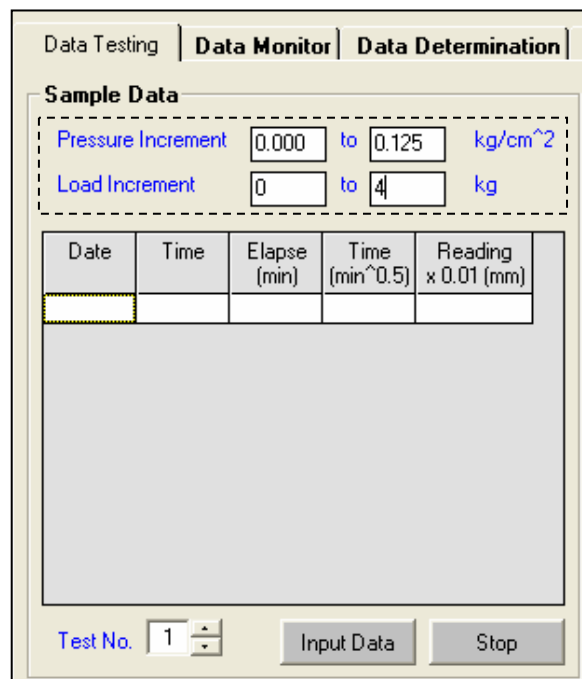 Data Testing Data Monitor Data Determination
Sample Data
Pressure Increment 0.000 to 0.125 kg/cm^2
Load Increment 0 to 4 kg
Date Time Elapse (min) Time (min^0.5) Reading x 0.01 (mm)
Test No. 1 Input Data Stop